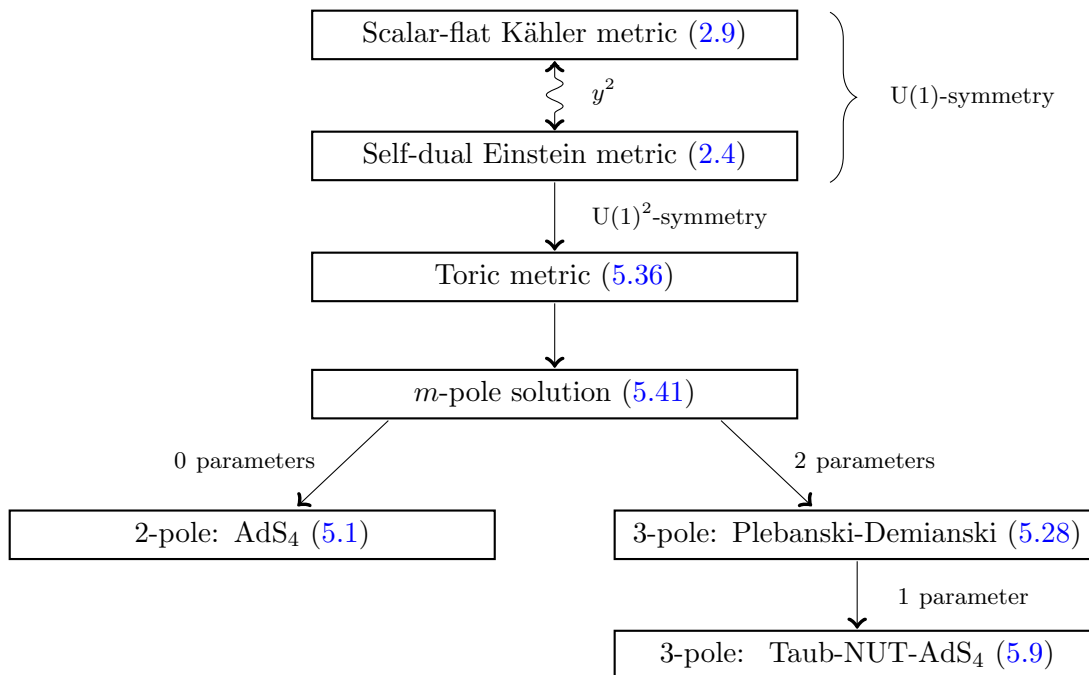 Scalar-flat Kähler metric (2.9)
y²
U(1)-symmetry
Self-dual Einstein metric (2.4)
U(1)²-symmetry
Toric metric (5.36)
m-pole solution (5.41)
0 parameters
2 parameters
2-pole: AdS₄ (5.1)
3-pole: Plebanski-Demianski (5.28)
1 parameter
3-pole: Taub-NUT-AdS₄ (5.9)